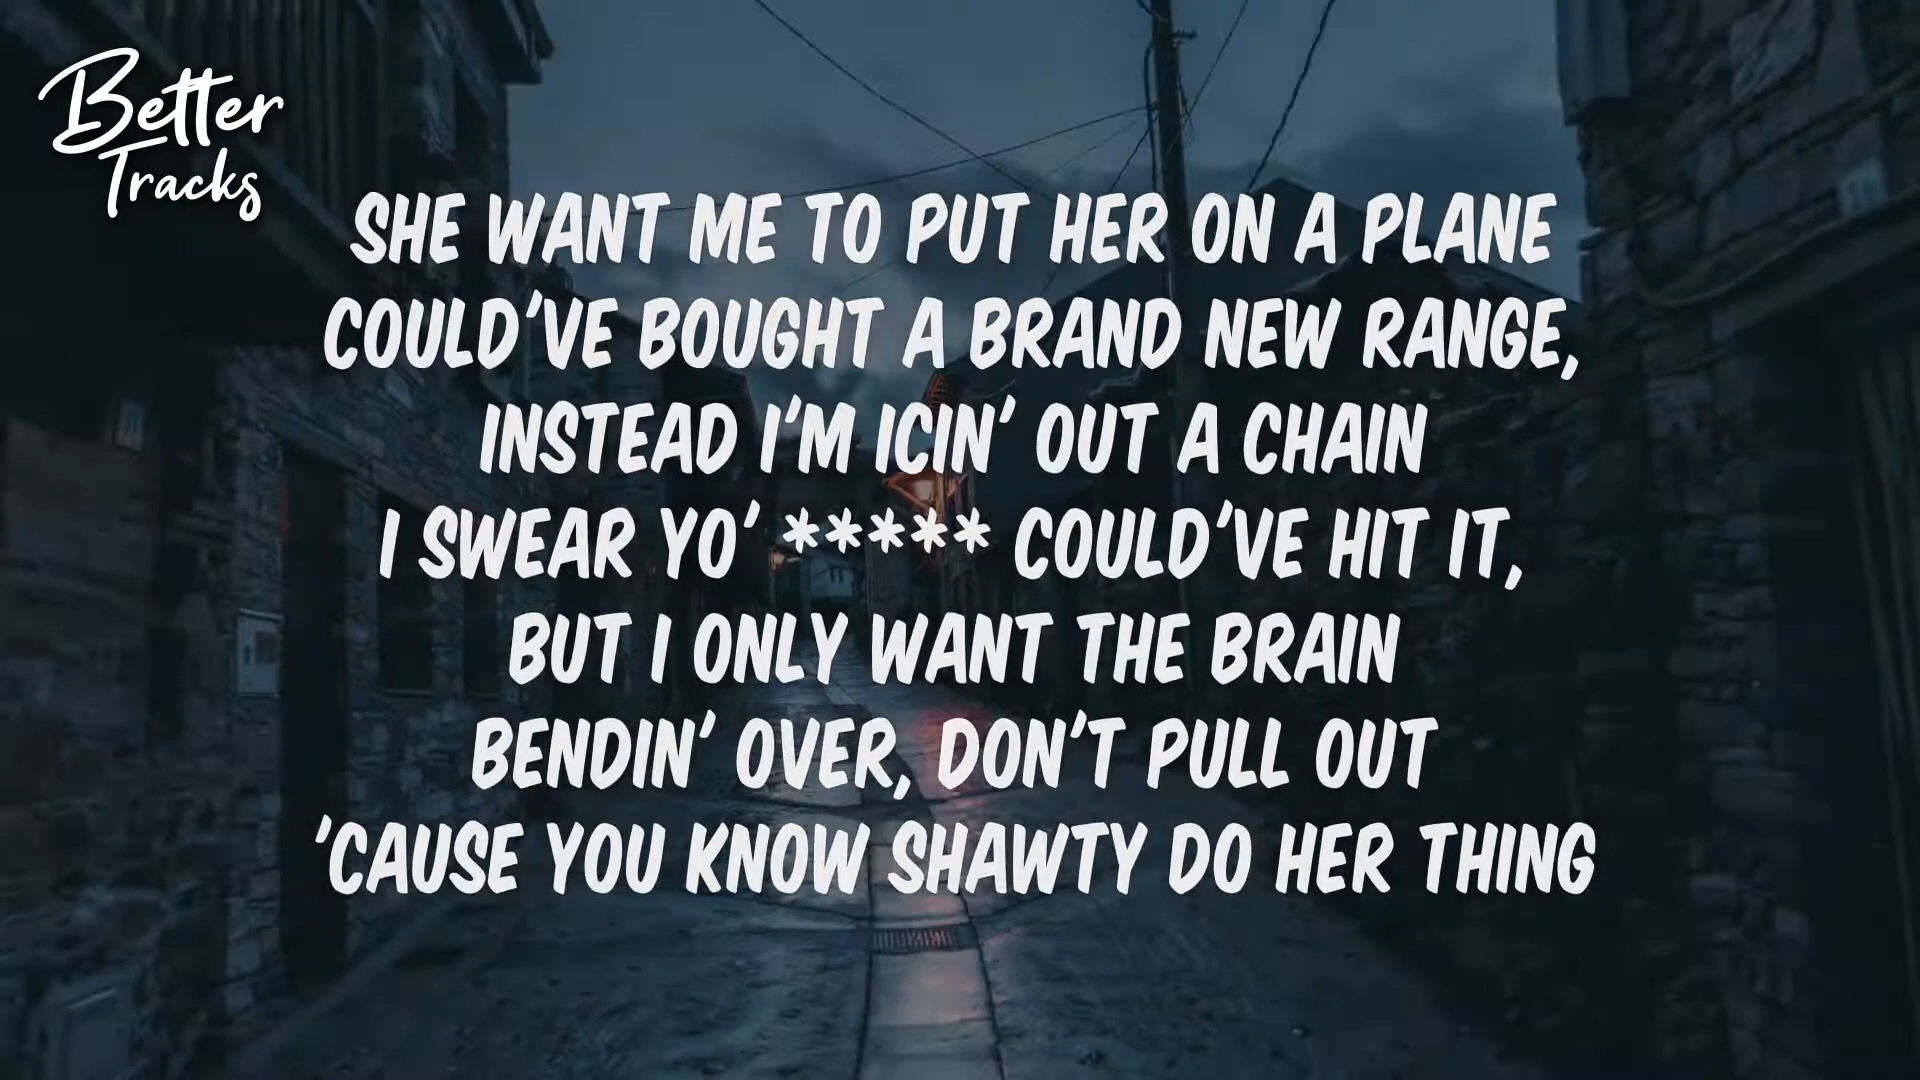 Better
Tracks
SHE WANT ME TO PUT HER ON A PLANE
COULD'VE BOUGHT A BRAND NEW RANGE,
INSTEAD I'M ICIN' OUT A CHAIN
I SWEAR YO' ***** COULD'VE HIT IT,
BUT I ONLY WANT THE BRAIN
BENDIN' OVER, DON'T PULL OUT
'CAUSE YOU KNOW SHAWTY DO HER THING